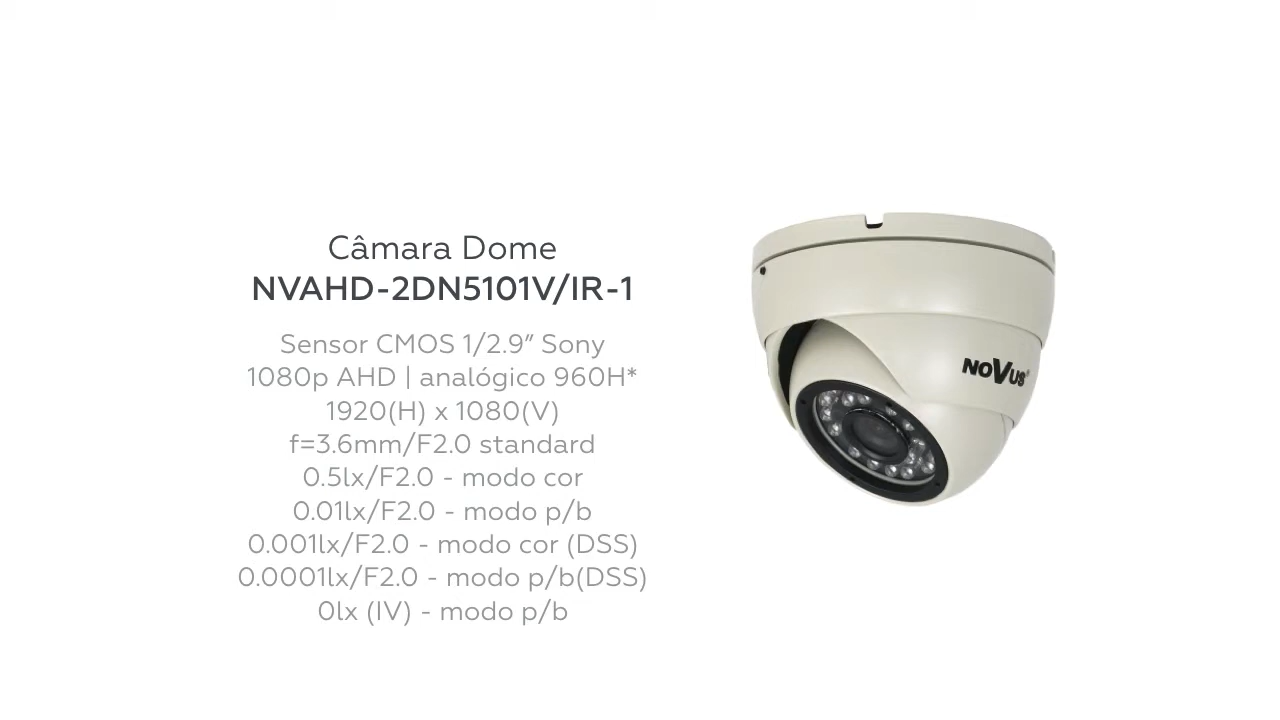 Câmara Dome
NVAHD-2DN5101V/IR-1
Sensor CMOS 1/2.9” Sony
1080p AHD | analógico 960H*
1920(H) x 1080(V)
f=3.6mm/F2.0 standard
0.5lx/F2.0 - modo cor
0.01lx/F2.0 - modo p/b
0.001lx/F2.0 - modo cor (DSS)
0.0001lx/F2.0 - modo p/b(DSS)
0lx (IV) - modo p/b
NOVUS®